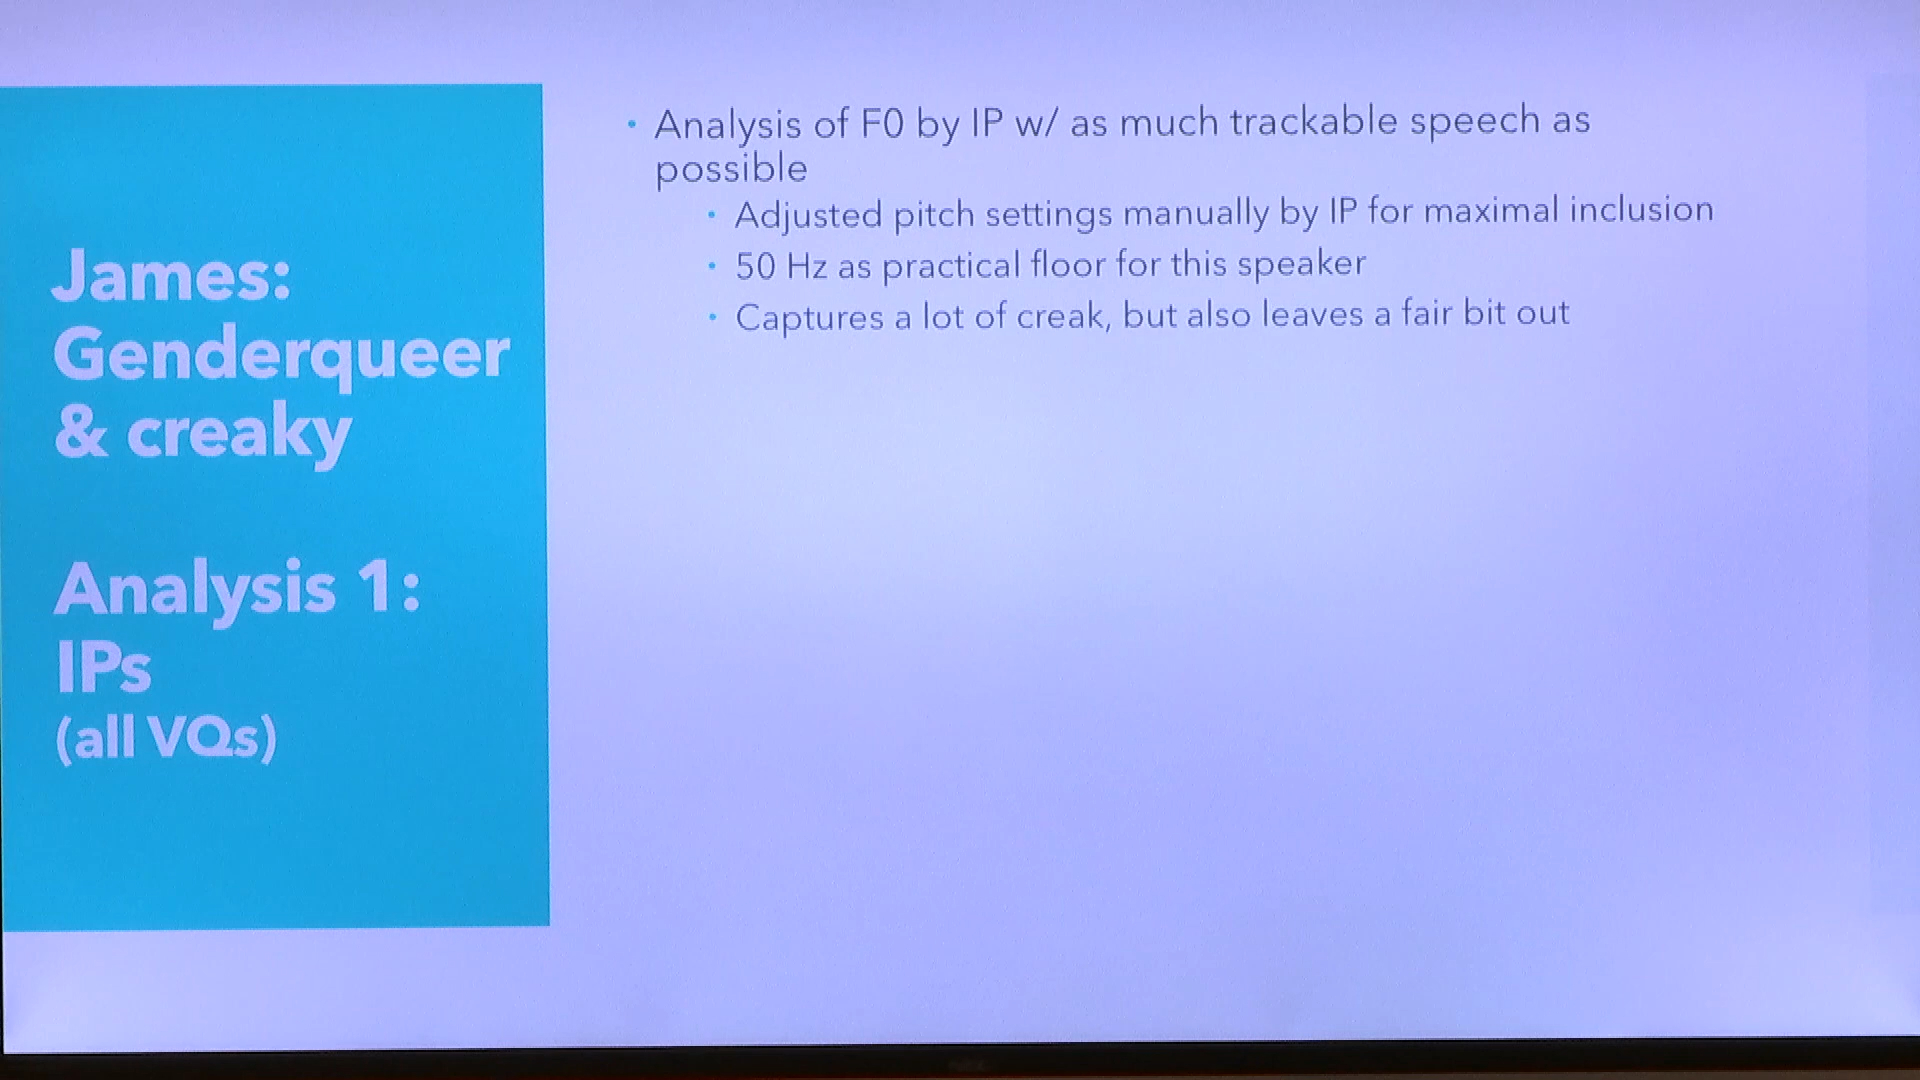 James:
Genderqueer
& creaky
Analysis 1:
IPs
(all VQs)
• Analysis of F0 by IP w/ as much trackable speech as
possible
• Adjusted pitch settings manually by IP for maximal inclusion
• 50 Hz as practical floor for this speaker
• Captures a lot of creak, but also leaves a fair bit out